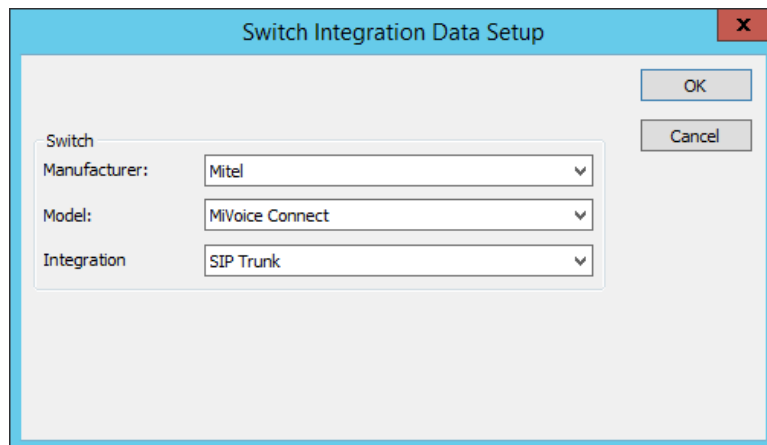 Switch Integration Data Setup
x
OK
Cancel
Switch
Manufacturer: Mitel
Model: MiVoice Connect
Integration SIP Trunk